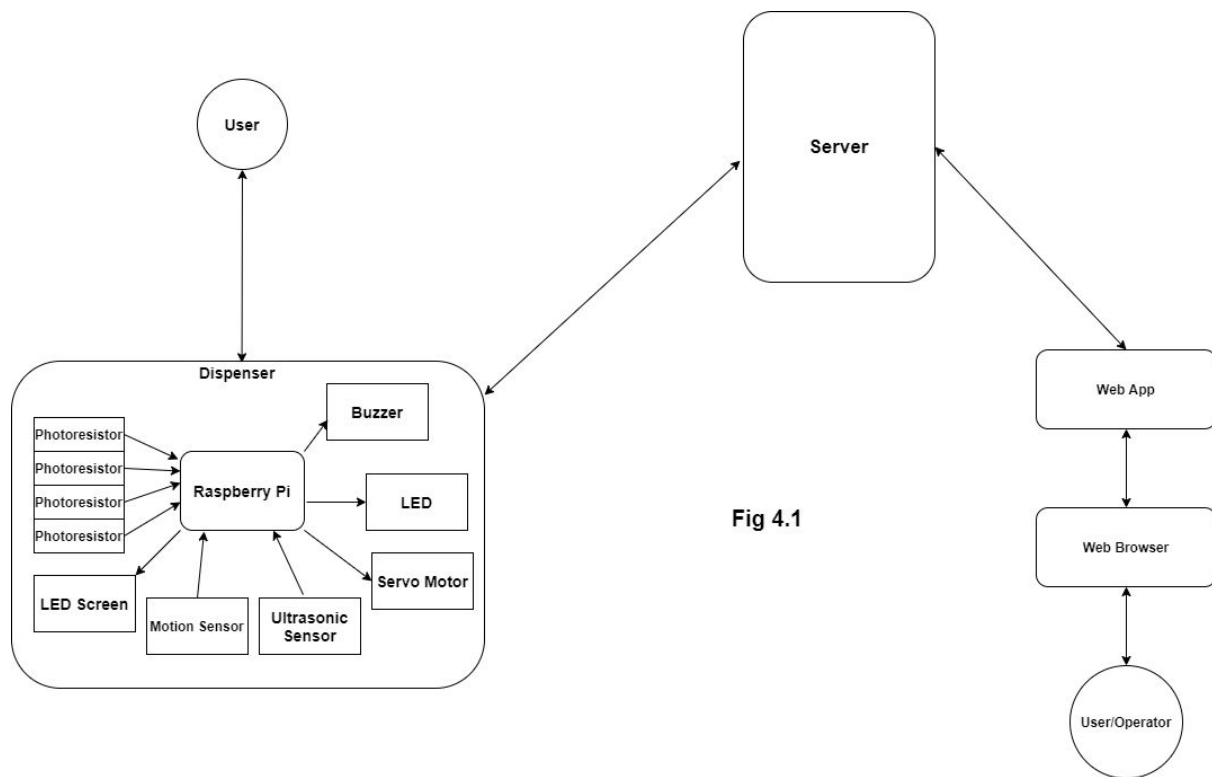 User
Server
Dispenser
Buzzer
Photoresistor
Photoresistor
Photoresistor
Photoresistor
Raspberry Pi
LED
LED Screen
Motion Sensor
Ultrasonic
Sensor
Servo Motor
Fig 4.1
Web App
Web Browser
User/Operator